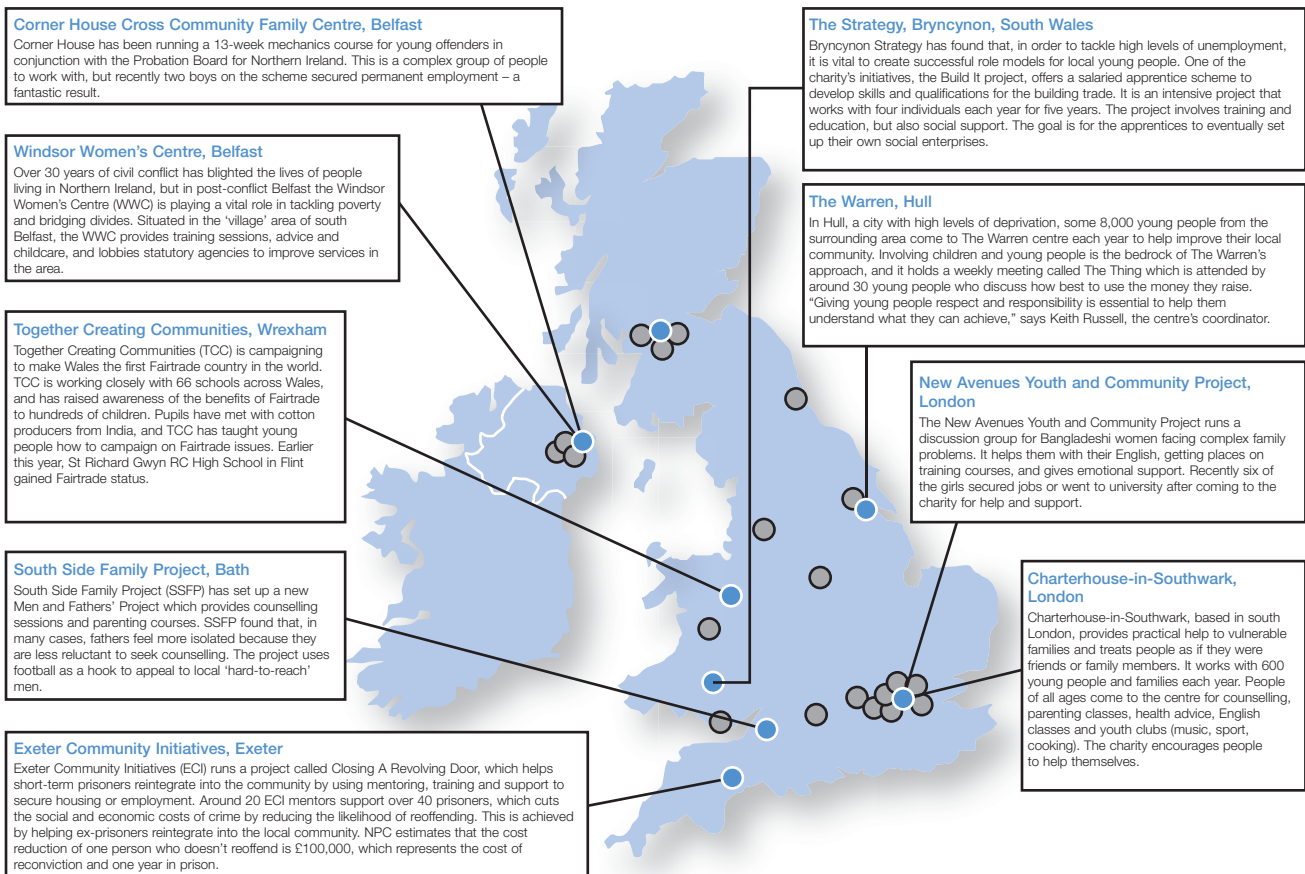 Corner House Cross Community Family Centre, Belfast
Corner House has been running a 13-week mechanics course for young offenders in
conjunction with the Probation Board for Northern Ireland. This is a complex group of people
to work with, but recently two boys on the scheme secured permanent employment – a
fantastic result.
Windsor Women's Centre, Belfast
Over 30 years of civil conflict has blighted the lives of people
living in Northern Ireland, but in post-conflict Belfast the Windsor
Women's Centre (WWC) is playing a vital role in tackling poverty
and bridging divides. Situated in the 'village' area of south
Belfast, the WWC provides training sessions, advice and
childcare, and lobbies statutory agencies to improve services in
the area.
Together Creating Communities, Wrexham
Together Creating Communities (TCC) is campaigning
to make Wales the first Fairtrade country in the world.
TCC is working closely with 66 schools across Wales,
and has raised awareness of the benefits of Fairtrade
to hundreds of children. Pupils have met with cotton
producers from India, and TCC has taught young
people how to campaign on Fairtrade issues. Earlier
this year, St Richard Gwyn RC High School in Flint
gained Fairtrade status.
South Side Family Project, Bath
South Side Family Project (SSFP) has set up a new
Men and Fathers' Project which provides counselling
sessions and parenting courses. SSFP found that, in
many cases, fathers feel more isolated because they
are less reluctant to seek counselling. The project uses
football as a hook to appeal to local 'hard-to-reach'
men.
Exeter Community Initiatives, Exeter
Exeter Community Initiatives (ECI) runs a project called Closing A Revolving Door, which helps
short-term prisoners reintegrate into the community by using mentoring, training and support to
secure housing or employment. Around 20 ECI mentors support over 40 prisoners, which cuts
the social and economic costs of crime by reducing the likelihood of reoffending. This is achieved
by helping ex-prisoners reintegrate into the local community. NPC estimates that the cost
reduction of one person who doesn't reoffend is £100,000, which represents the cost of
reconviction and one year in prison.
The Strategy, Bryncynon, South Wales
Bryncynon Strategy has found that, in order to tackle high levels of unemployment,
it is vital to create successful role models for local young people. One of the
charity's initiatives, the Build It project, offers a salaried apprentice scheme to
develop skills and qualifications for the building trade. It is an intensive project that
works with four individuals each year for five years. The project involves training and
education, but also social support. The goal is for the apprentices to eventually set
up their own social enterprises.
The Warren, Hull
In Hull, a city with high levels of deprivation, some 8,000 young people from the
surrounding area come to The Warren centre each year to help improve their local
community. Involving children and young people is the bedrock of The Warren's
approach, and it holds a weekly meeting called The Thing which is attended by
around 30 young people who discuss how best to use the money they raise.
"Giving young people respect and responsibility is essential to help them
understand what they can achieve," says Keith Russell, the centre's coordinator.
New Avenues Youth and Community Project,
London
The New Avenues Youth and Community Project runs a
discussion group for Bangladeshi women facing complex family
problems. It helps them with their English, getting places on
training courses, and gives emotional support. Recently six of
the girls secured jobs or went to university after coming to the
charity for help and support.
Charterhouse-in-Southwark,
London
Charterhouse-in-Southwark, based in south
London, provides practical help to vulnerable
families and treats people as if they were
friends or family members. It works with 600
young people and families each year. People
of all ages come to the centre for counselling,
parenting classes, health advice, English
classes and youth clubs (music, sport,
cooking). The charity encourages people
to help themselves.